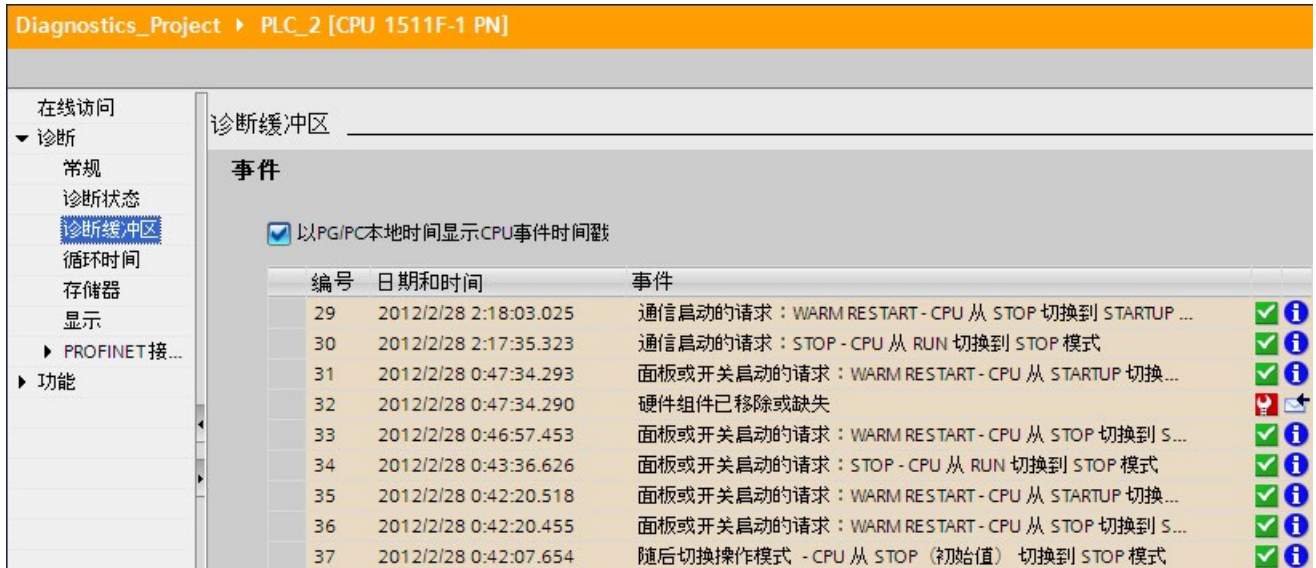 Diagnostics_Project ▸ PLC_2 [CPU 1511F-1 PN]
在线访问
诊断
常规
诊断状态
诊断缓冲区
循环时间
存储器
显示
PROFINET接...
功能
诊断缓冲区
事件
以PG/PC本地时间显示CPU事件时间戳
编号 日期和时间 事件
29 2012/2/28 2:18:03.025 通信启动的请求：WARM RESTART - CPU 从 STOP 切换到 STARTUP ...
30 2012/2/28 2:17:35.323 通信启动的请求：STOP - CPU 从 RUN 切换到 STOP 模式
31 2012/2/28 0:47:34.293 面板或开关启动的请求：WARM RESTART - CPU 从 STARTUP 切换...
32 2012/2/28 0:47:34.290 硬件组件已移除或缺失
33 2012/2/28 0:46:57.453 面板或开关启动的请求：WARM RESTART - CPU 从 STOP 切换到 S...
34 2012/2/28 0:43:36.626 面板或开关启动的请求：STOP - CPU 从 RUN 切换到 STOP 模式
35 2012/2/28 0:42:20.518 面板或开关启动的请求：WARM RESTART - CPU 从 STARTUP 切换...
36 2012/2/28 0:42:20.455 面板或开关启动的请求：WARM RESTART - CPU 从 STOP 切换到 S...
37 2012/2/28 0:42:07.654 随后切换操作模式 - CPU 从 STOP（初始值） 切换到 STOP 模式